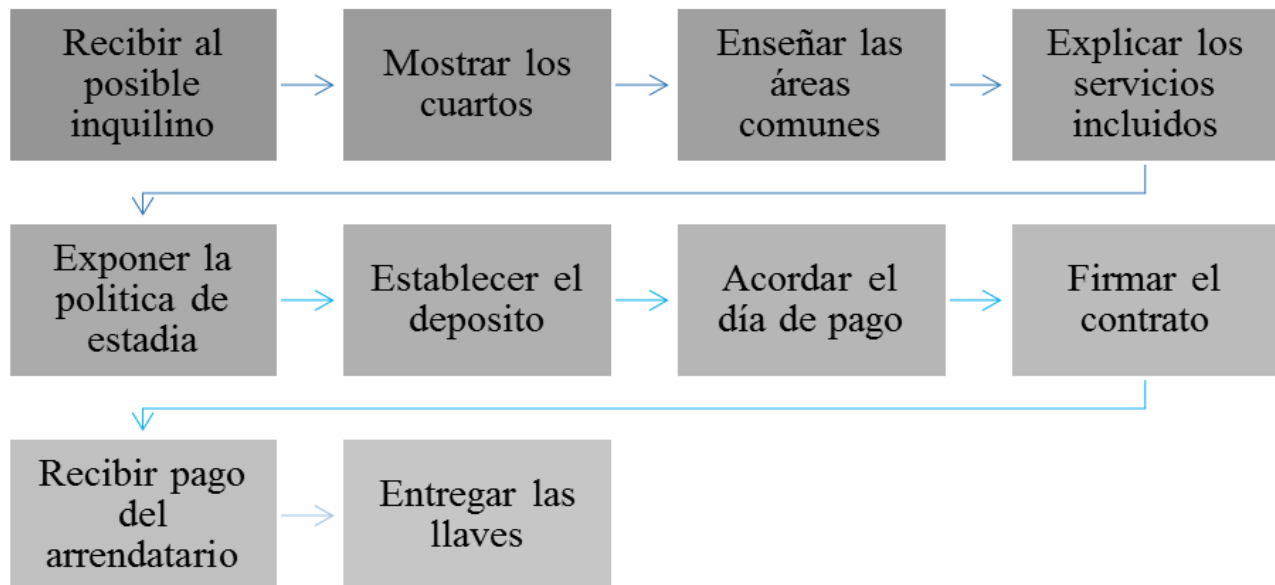 Recibir al
posible
inquilino
Mostrar los
cuartos
Enseñar las
áreas
comunes
Explicar los
servicios
incluidos
Exponer la
politica de
estadia
Establecer el
deposito
Acordar el
día de pago
Firmar el
contrato
Recibir pago
del
arrendatario
Entregar las
llaves